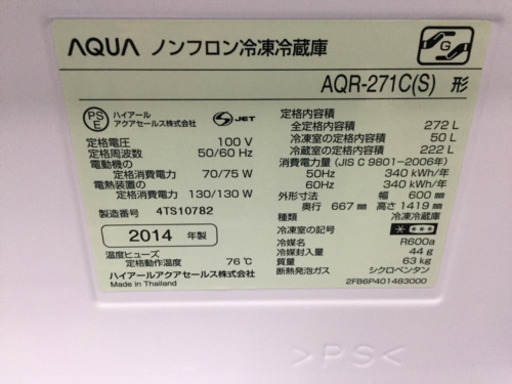 AQUA ノンフロン冷凍冷蔵庫
G
AQR-271C(S) 形
PS
E
ハイアール
アクアセールス株式会社
JET
定格電圧 100 V
定格周波数 50/60 Hz
電動機の
定格消費電力 70/75 W
電熱装置の
定格消費電力 130/130 W
製造番号 4TS10782
2014 年製
温度ヒューズ
定格動作温度 76℃
ハイアールアクアセールス株式会社
Made in Thailand
定格内容積
全定格内容積 272 L
冷凍室の定格内容積 50 L
冷蔵室の定格内容積 222 L
消費電力量 (JIS C 9801−2006年)
50Hz 340 kWh/年
60Hz 340 kWh/年
外形寸法 幅 600 mm
奥行 667 mm 高さ 1419 mm
種類 冷凍冷蔵庫
冷凍室の記号 ＊ ＊＊＊
冷媒名 R600a
冷媒封入量 44 g
質量 63 kg
断熱発泡ガス シクロペンタン
2FB6P401483000
>PS<